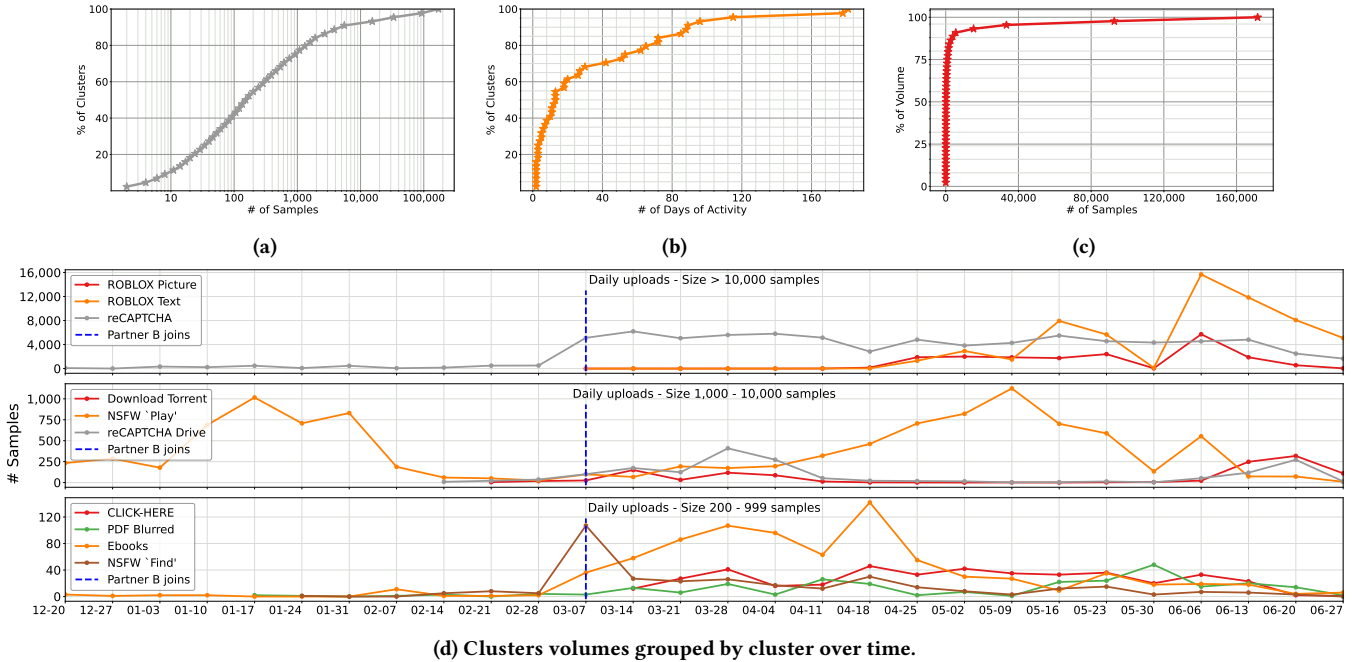 100
80
60
40
20
% of Clusters
10
100
1,000
10,000
100,000
# of Samples
(a)
100
80
60
40
20
% of Clusters
0
40
80
120
160
# of Days of Activity
(b)
100
75
50
25
0
% of Volume
0
40,000
80,000
120,000
160,000
# of Samples
(c)
Daily uploads - Size > 10,000 samples
16,000
12,000
8,000
4,000
0
ROBLOX Picture
ROBLOX Text
reCAPTCHA
Partner B joins
Daily uploads - Size 1,000 - 10,000 samples
1,000
750
500
250
0
Download Torrent
NSFW `Play'
reCAPTCHA Drive
Partner B joins
# Samples
Daily uploads - Size 200 - 999 samples
120
80
40
0
CLICK-HERE
PDF Blurred
Ebooks
NSFW `Find'
Partner B joins
12-20 12-27 01-03 01-10 01-17 01-24 01-31 02-07 02-14 02-21 02-28 03-07 03-14 03-21 03-28 04-04 04-11 04-18 04-25 05-02 05-09 05-16 05-23 05-30 06-06 06-13 06-20 06-27
(d) Clusters volumes grouped by cluster over time.